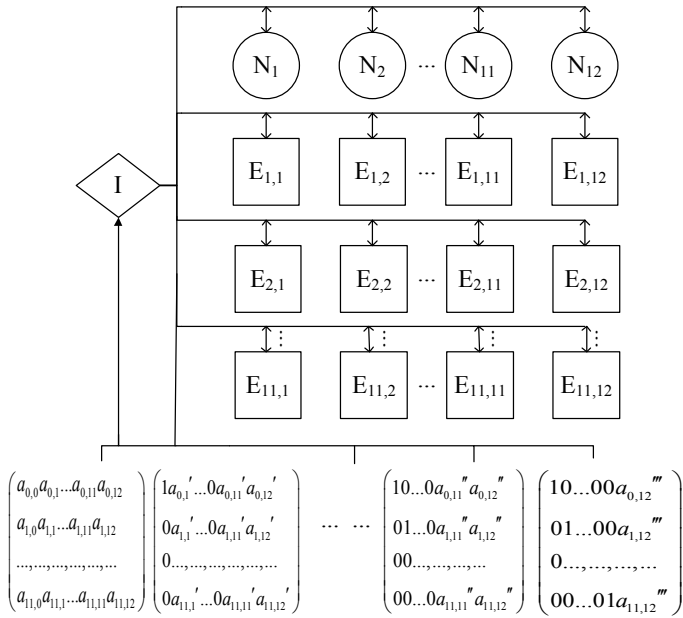 N₁ N₂ ... N₁₁ N₁₂
I
E₁,₁ E₁,₂ ... E₁,₁₁ E₁,₁₂
E₂,₁ E₂,₂ ... E₂,₁₁ E₂,₁₂
⋮ ⋮ ⋮ ⋮
E₁₁,₁ E₁₁,₂ ... E₁₁,₁₁ E₁₁,₁₂
a₀,₀a₀,₁...a₀,₁₁a₀,₁₂
a₁,₀a₁,₁...a₁,₁₁a₁,₁₂
...,...,...,...,...,...
a₁₁,₀a₁₁,₁...a₁₁,₁₁a₁₁,₁₂
1a₀,₁'...0a₀,₁₁'a₀,₁₂'
0a₁,₁'...0a₁,₁₁'a₁,₁₂'
0...,...,...,...,...,...
0a₁₁,₁'...0a₁₁,₁₁'a₁₁,₁₂'
... ...
10...0a₀,₁₁''a₀,₁₂''
01...0a₁,₁₁''a₁,₁₂''
00...,...,...,...
00...0a₁₁,₁₁''a₁₁,₁₂''
10...00a₀,₁₂'''
01...00a₁,₁₂'''
0...,...,...,...
00...01a₁₁,₁₂'''